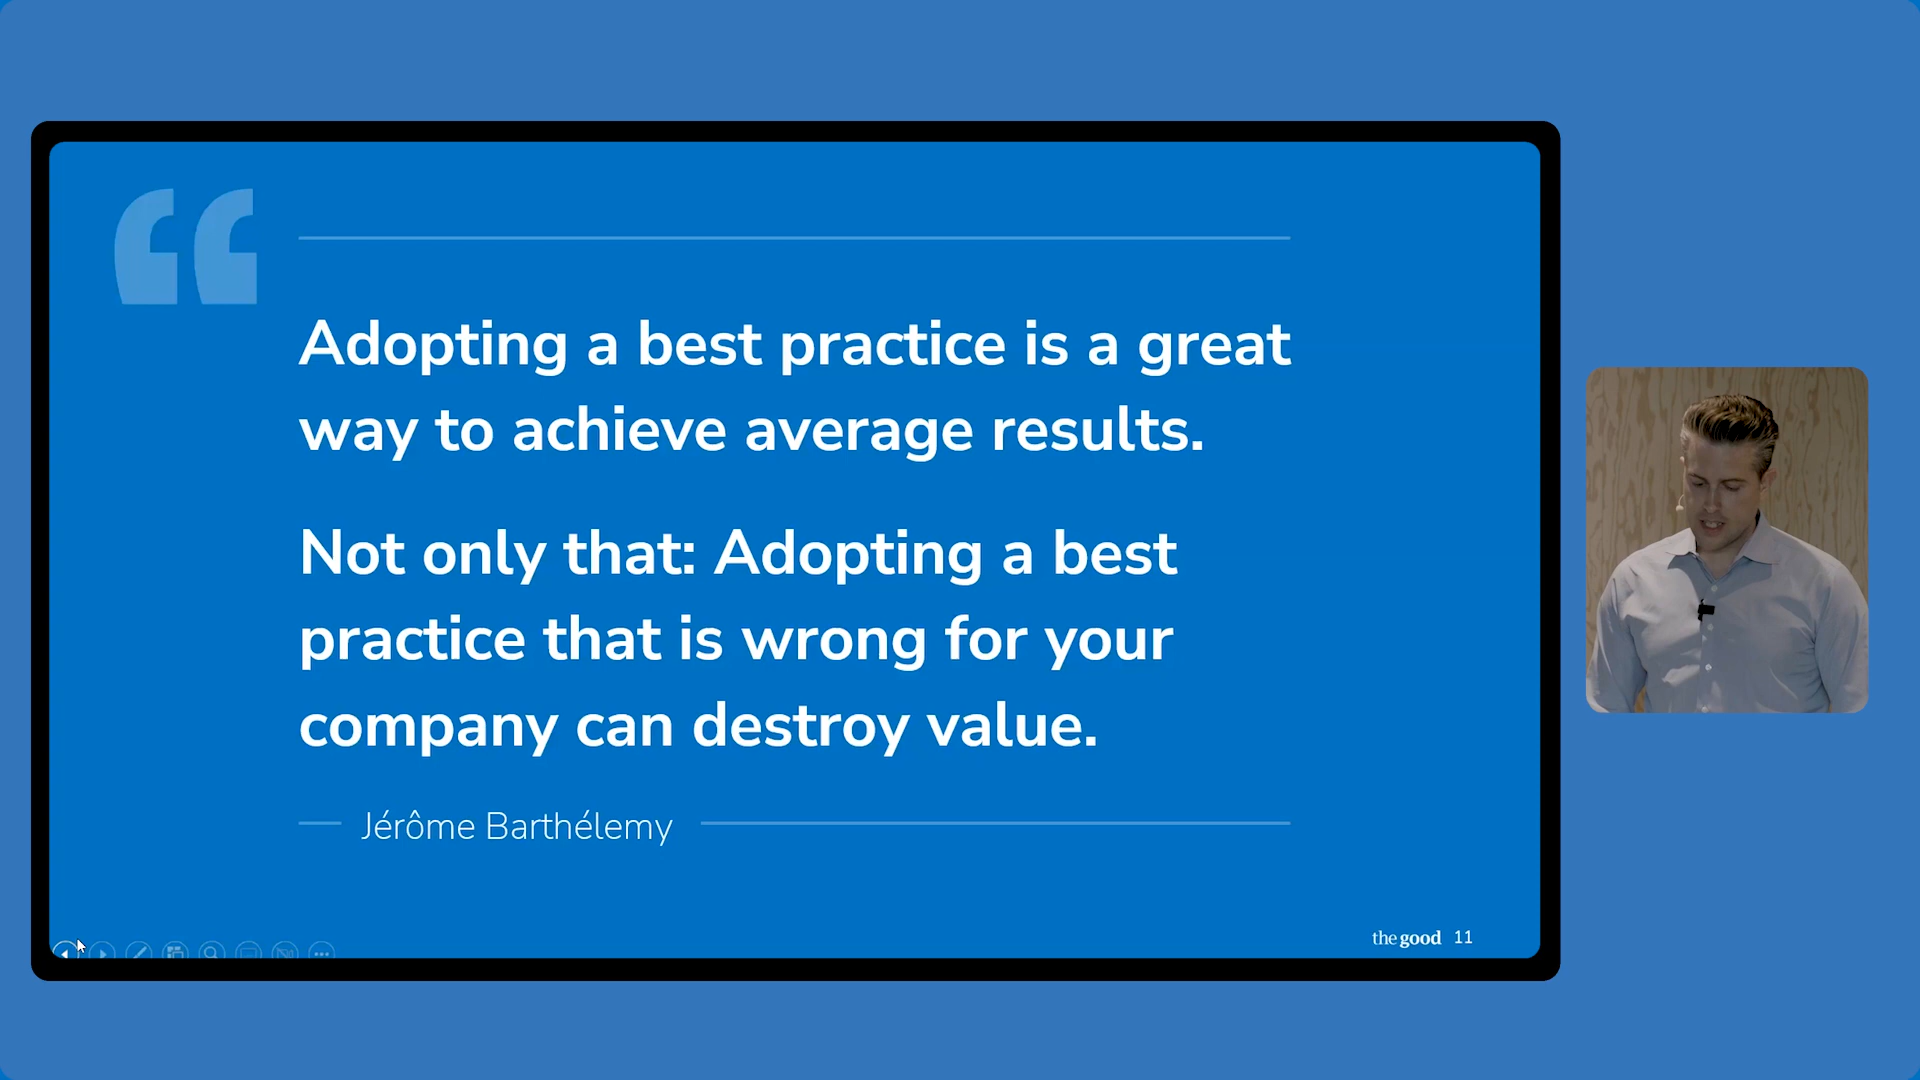 Adopting a best practice is a great
way to achieve average results.
Not only that: Adopting a best
practice that is wrong for your
company can destroy value.
Jérôme Barthélemy
the good 11